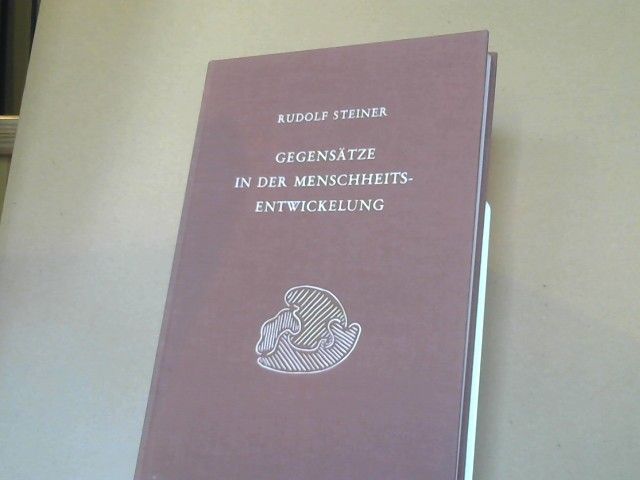 RUDOLF STEINER
GEGENSÄTZE
IN DER MENSCHHEITS-
ENTWICKELUNG